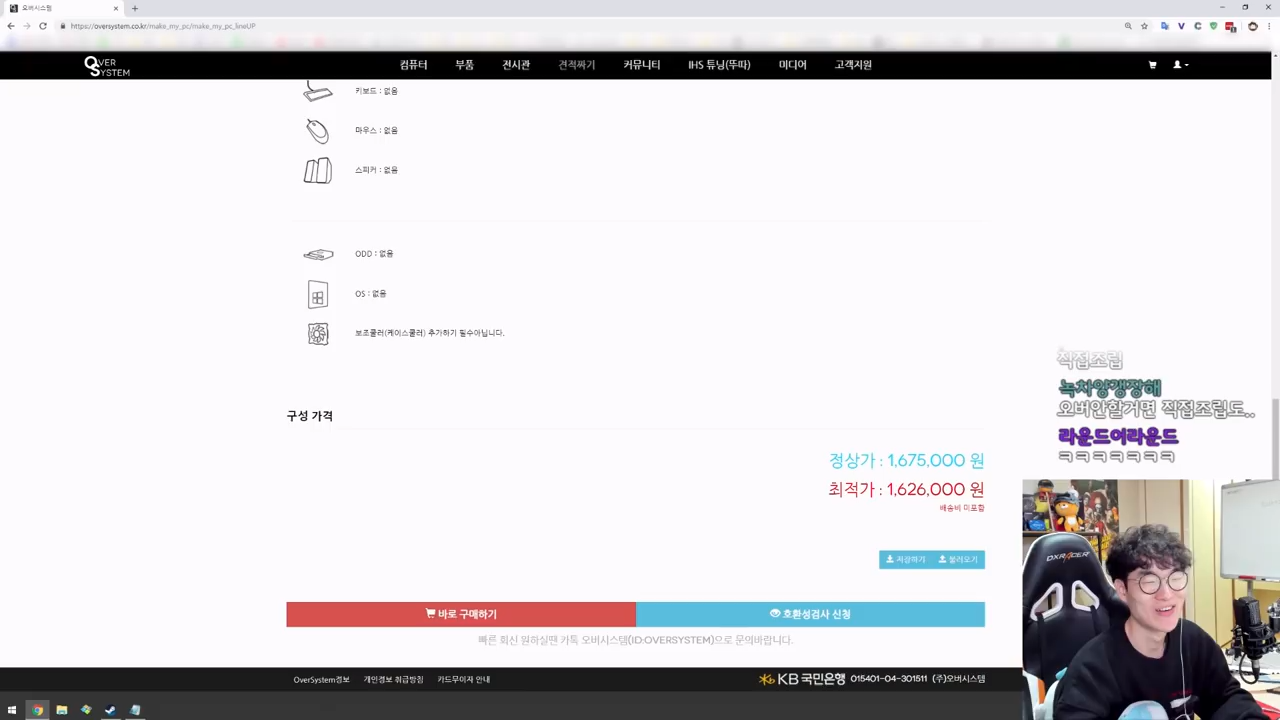 오버시스템
https://oversystem.co.kr/make_my_pc/make_my_pc_lineUP
OVER SYSTEM
컴퓨터 부품 전시관 견적짜기 커뮤니티 IHS 튜닝(뚜따) 미디어 고객지원
키보드 : 없음
마우스 : 없음
스피커 : 없음
ODD : 없음
OS : 없음
보조쿨러(케이스쿨러) 추가하기 필수아닙니다.
직접조립
녹차양갱장해
오버안할거면 직접조립도..
라운드어라운드
ㅋㅋㅋㅋㅋㅋㅋ
구성 가격
정상가 : 1,675,000 원
최적가 : 1,626,000 원
배송비 미포함
저장하기 불러오기
바로 구매하기 호환성검사 신청
빠른 회신 원하실땐 카톡 오버시스템(ID:OVERSYSTEM)으로 문의바랍니다.
OverSystem정보 개인정보 취급방침 카드무이자 안내
KB 국민은행 015401-04-301511 (주)오버시스템
DXRACER